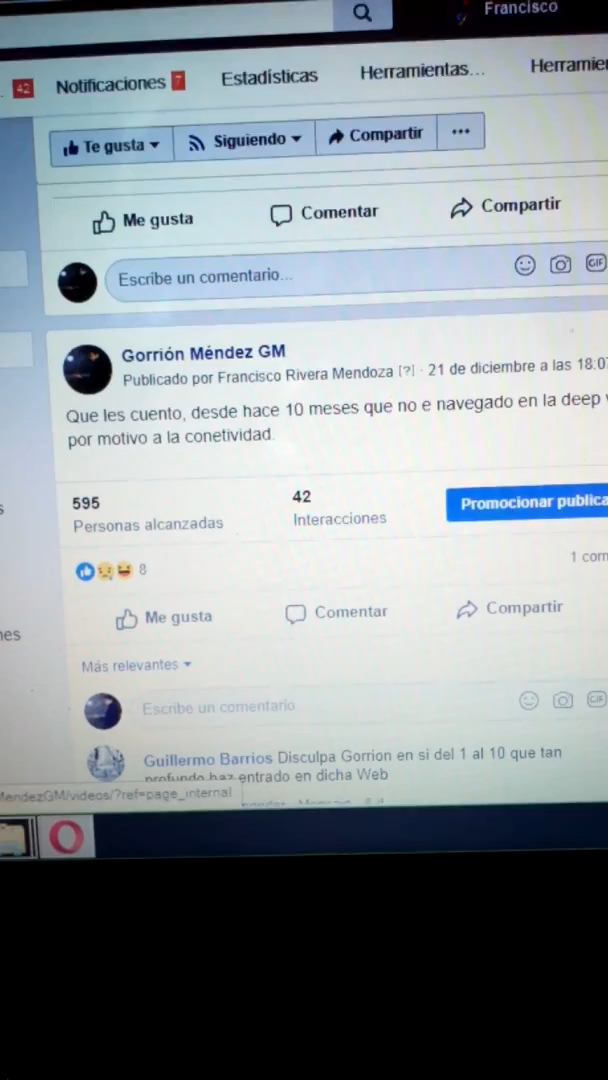 Francisco
42 Notificaciones 7 Estadísticas Herramientas...
Te gusta Siguiendo Compartir ...
Me gusta Comentar Compartir
Escribe un comentario...
GIF
Gorrión Méndez GM
Publicado por Francisco Rivera Mendoza [?] · 21 de diciembre a las 18:07
Que les cuento, desde hace 10 meses que no e navegado en la deep
por motivo a la conetividad.
595 42
Personas alcanzadas Interacciones
Promocionar publica
8 1 com
Me gusta Comentar Compartir
Más relevantes
Escribe un comentario
GIF
Guillermo Barrios Disculpa Gorrion en si del 1 al 10 que tan
profundo haz entrado en dicha Web
MendezGM/videos/?ref=page_internal